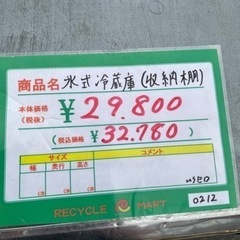 商品名 氷式冷蔵庫(収納棚)
本体価格(税抜) ¥29.800
(税込価格) ¥32.780
サイズ コメント
幅 奥行 高さ
USED
CM CM CM
0212
RECYCLE MART